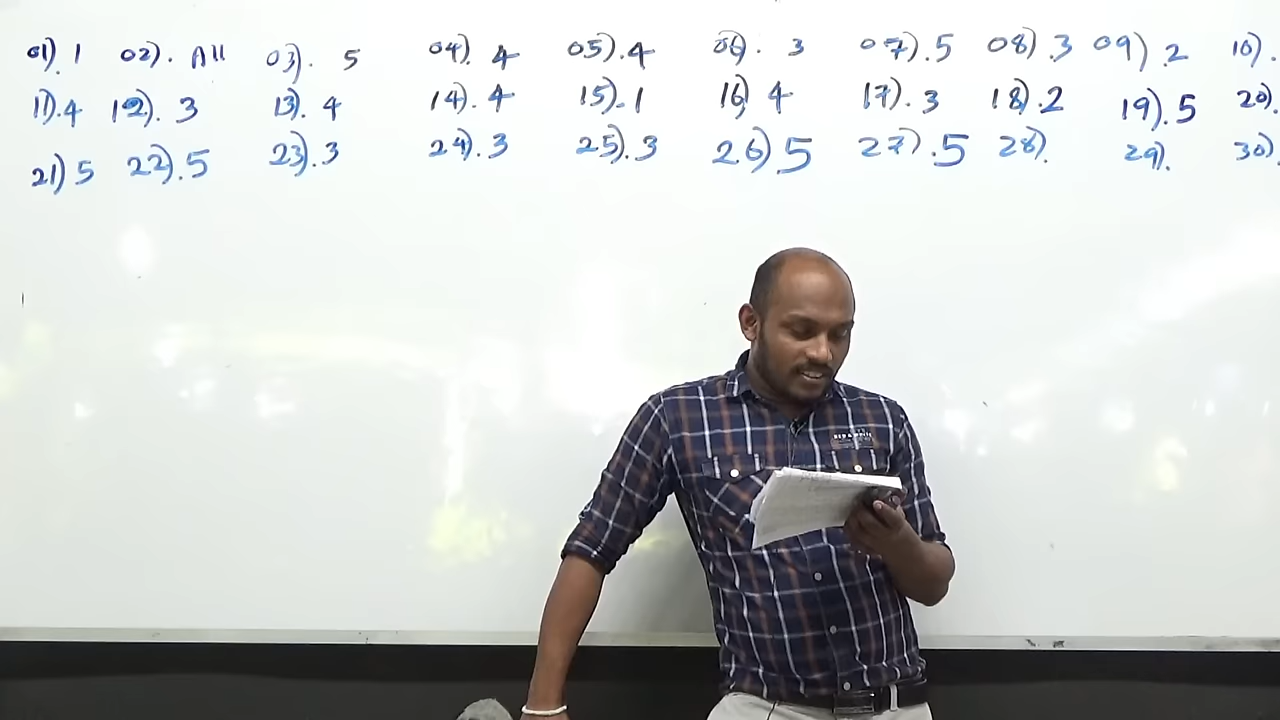 01). 1 02). All 03). 5 04). 4 05). 4 06). 3 07). 5 08) 3 09) 2 10).
11). 4 12). 3 13). 4 14). 4 15). 1 16) 4 17). 3 18). 2 19). 5 20).
21) 5 22). 5 23). 3 24). 3 25). 3 26) 5 27). 5 28). 29). 30).
RED & WHITE